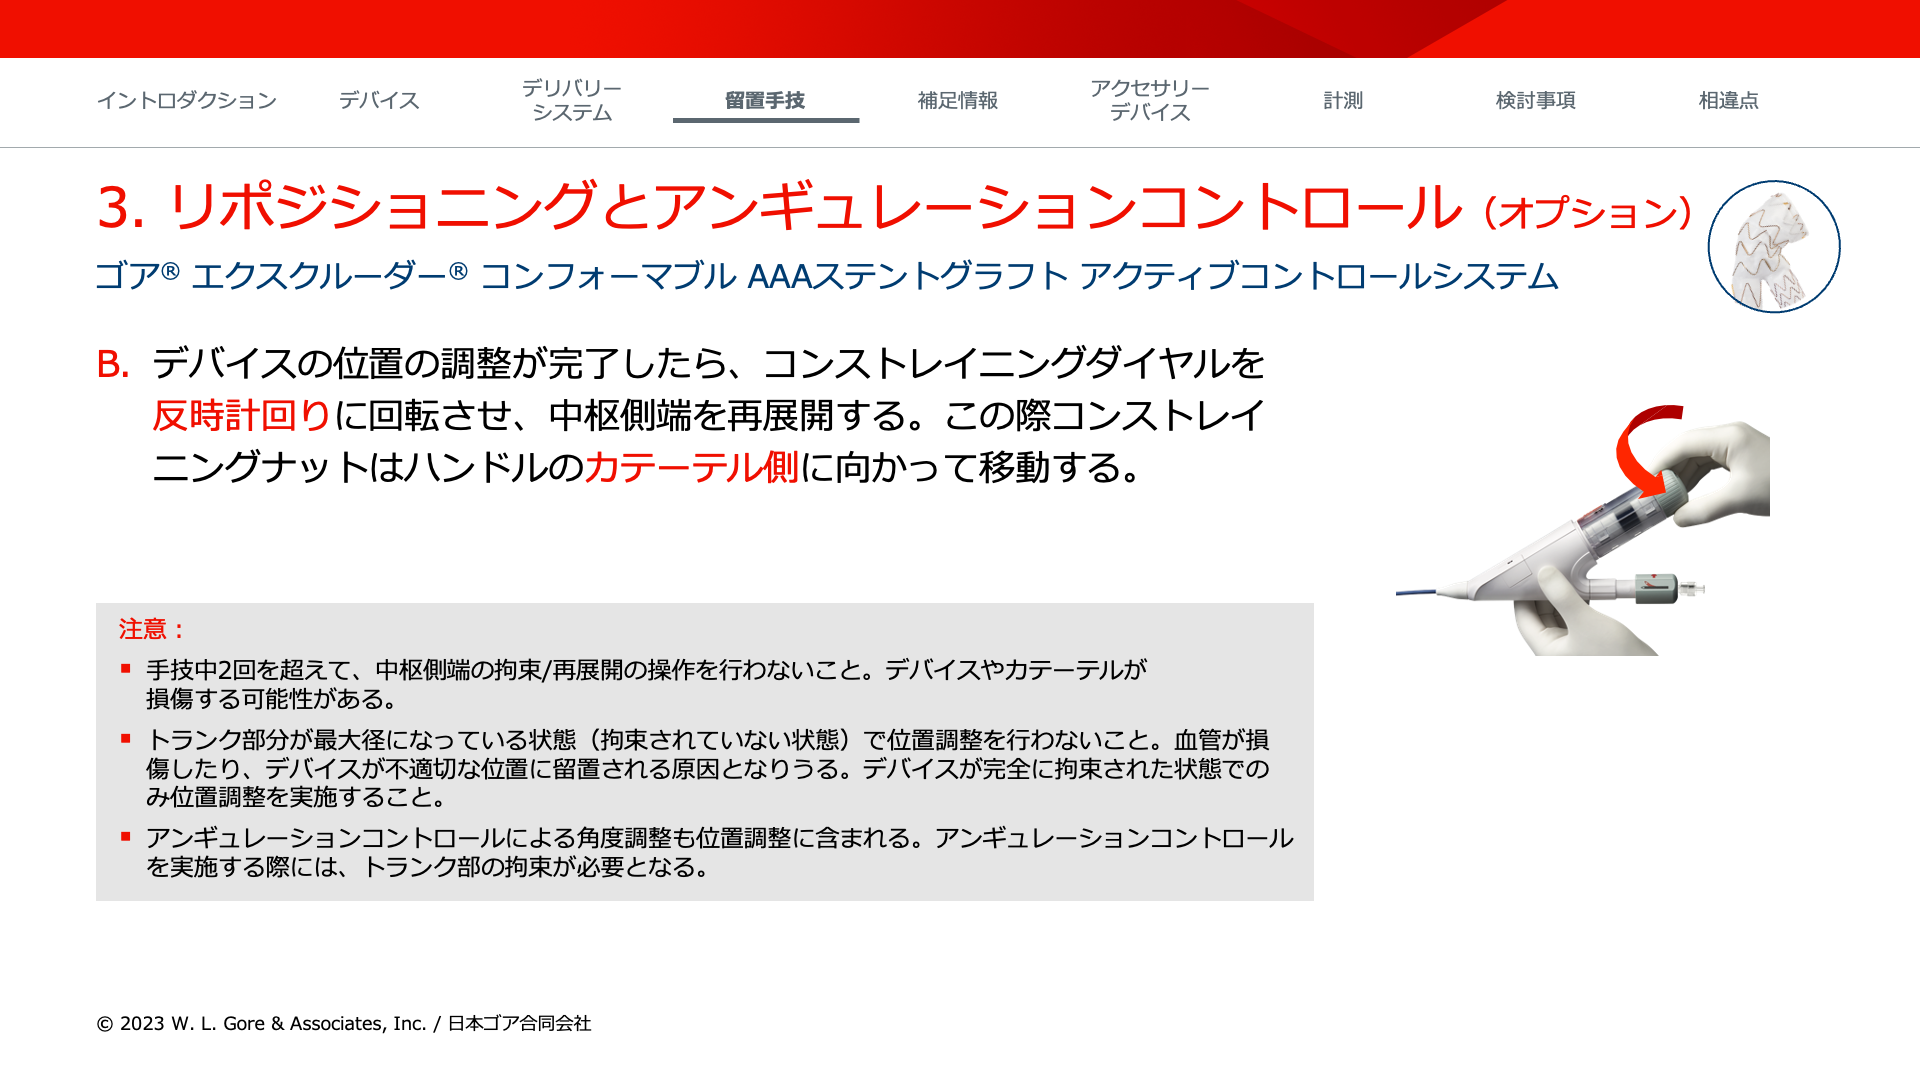 イントロダクション
デバイス
デリバリー
システム
留置手技
補足情報
アクセサリー
デバイス
計測
検討事項
相違点
3. リポジショニングとアンギュレーションコントロール（オプション）
ゴア® エクスクルーダー® コンフォーマブル AAAステントグラフト アクティブコントロールシステム
B. デバイスの位置の調整が完了したら、コンストレイニングダイヤルを
反時計回りに回転させ、中枢側端を再展開する。この際コンストレイ
ニングナットはハンドルのカテーテル側に向かって移動する。
注意：
▪ 手技中2回を超えて、中枢側端の拘束/再展開の操作を行わないこと。デバイスやカテーテルが
損傷する可能性がある。
▪ トランク部分が最大径になっている状態（拘束されていない状態）で位置調整を行わないこと。血管が損
傷したり、デバイスが不適切な位置に留置される原因となりうる。デバイスが完全に拘束された状態での
み位置調整を実施すること。
▪ アンギュレーションコントロールによる角度調整も位置調整に含まれる。アンギュレーションコントロール
を実施する際には、トランク部の拘束が必要となる。
© 2023 W. L. Gore & Associates, Inc. / 日本ゴア合同会社